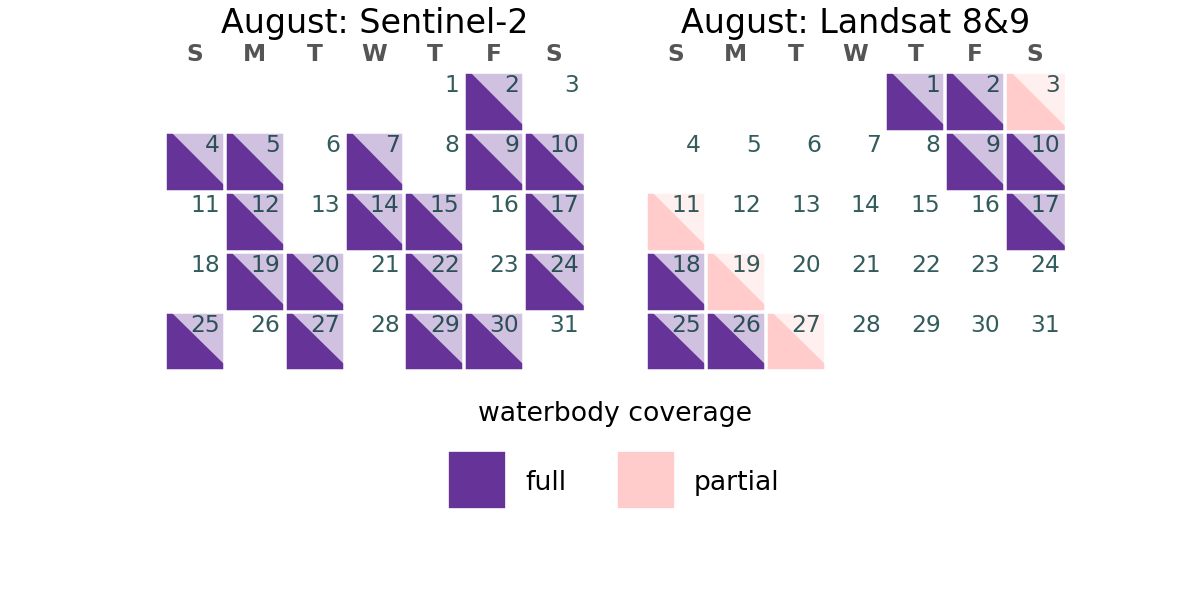 August: Sentinel-2
S M T W T F S
1 2 3
4 5 6 7 8 9 10
11 12 13 14 15 16 17
18 19 20 21 22 23 24
25 26 27 28 29 30 31
August: Landsat 8&9
S M T W T F S
1 2 3
4 5 6 7 8 9 10
11 12 13 14 15 16 17
18 19 20 21 22 23 24
25 26 27 28 29 30 31
waterbody coverage
full
partial